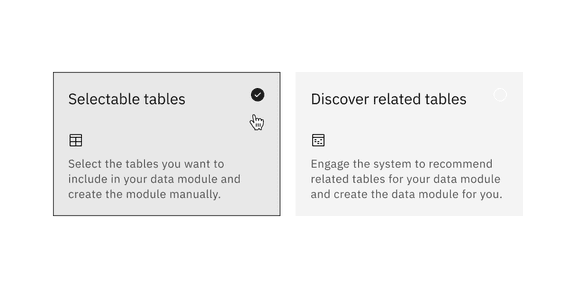 Selectable tables
Select the tables you want to
include in your data module and
create the module manually.
Discover related tables
Engage the system to recommend
related tables for your data module
and create the data module for you.